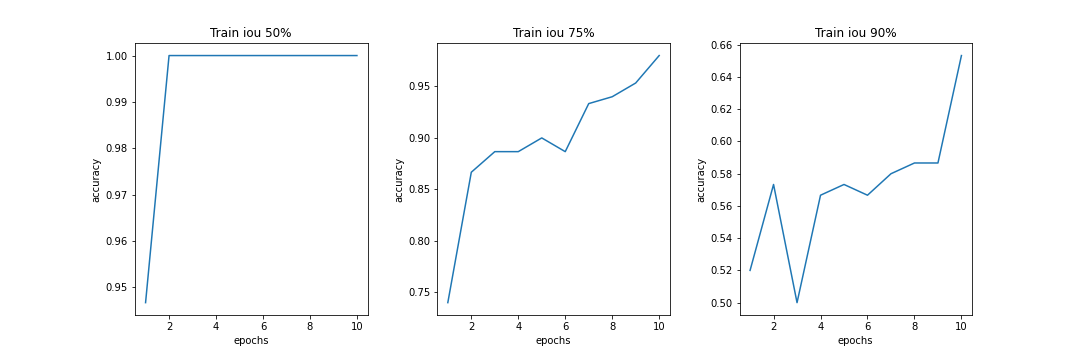 Train iou 50%
1.00
0.99
0.98
0.97
0.96
0.95
accuracy
2 4 6 8 10
epochs
Train iou 75%
0.95
0.90
0.85
0.80
0.75
accuracy
2 4 6 8 10
epochs
Train iou 90%
0.66
0.64
0.62
0.60
0.58
0.56
0.54
0.52
0.50
accuracy
2 4 6 8 10
epochs